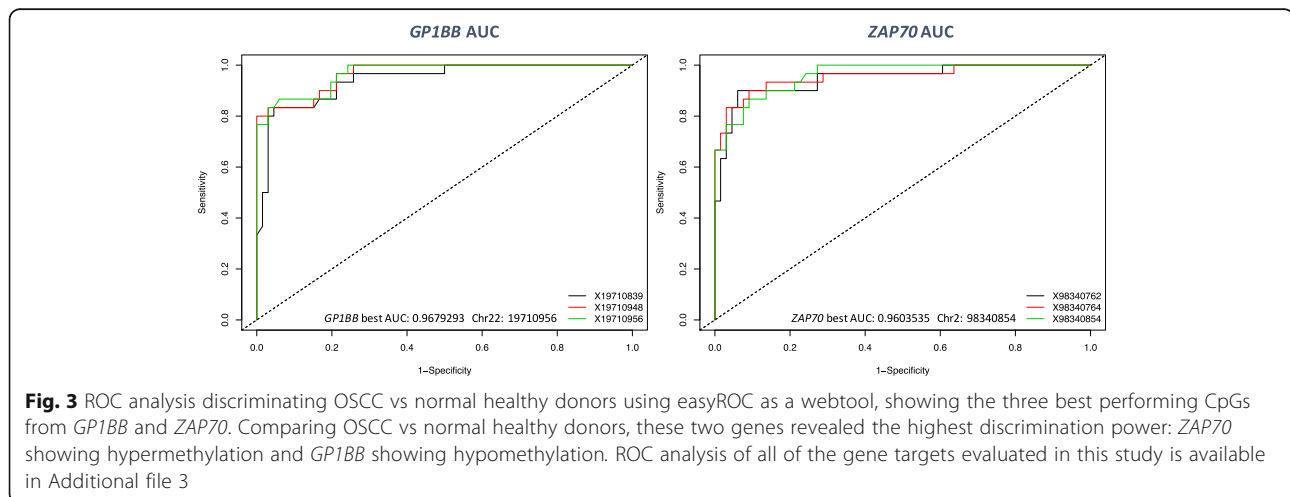 GP1BB AUC
1.0
0.8
0.6
0.4
0.2
0.0
Sensitivity
X19710839
X19710948
X19710956
GP1BB best AUC: 0.9679293 Chr22: 19710956
0.0 0.2 0.4 0.6 0.8 1.0
1-Specificity
ZAP70 AUC
1.0
0.8
0.6
0.4
0.2
0.0
Sensitivity
X98340762
X98340764
X98340854
ZAP70 best AUC: 0.9603535 Chr2: 98340854
0.0 0.2 0.4 0.6 0.8 1.0
1-Specificity
Fig. 3 ROC analysis discriminating OSCC vs normal healthy donors using easyROC as a webtool, showing the three best performing CpGs
from GP1BB and ZAP70. Comparing OSCC vs normal healthy donors, these two genes revealed the highest discrimination power: ZAP70
showing hypermethylation and GP1BB showing hypomethylation. ROC analysis of all of the gene targets evaluated in this study is available
in Additional file 3